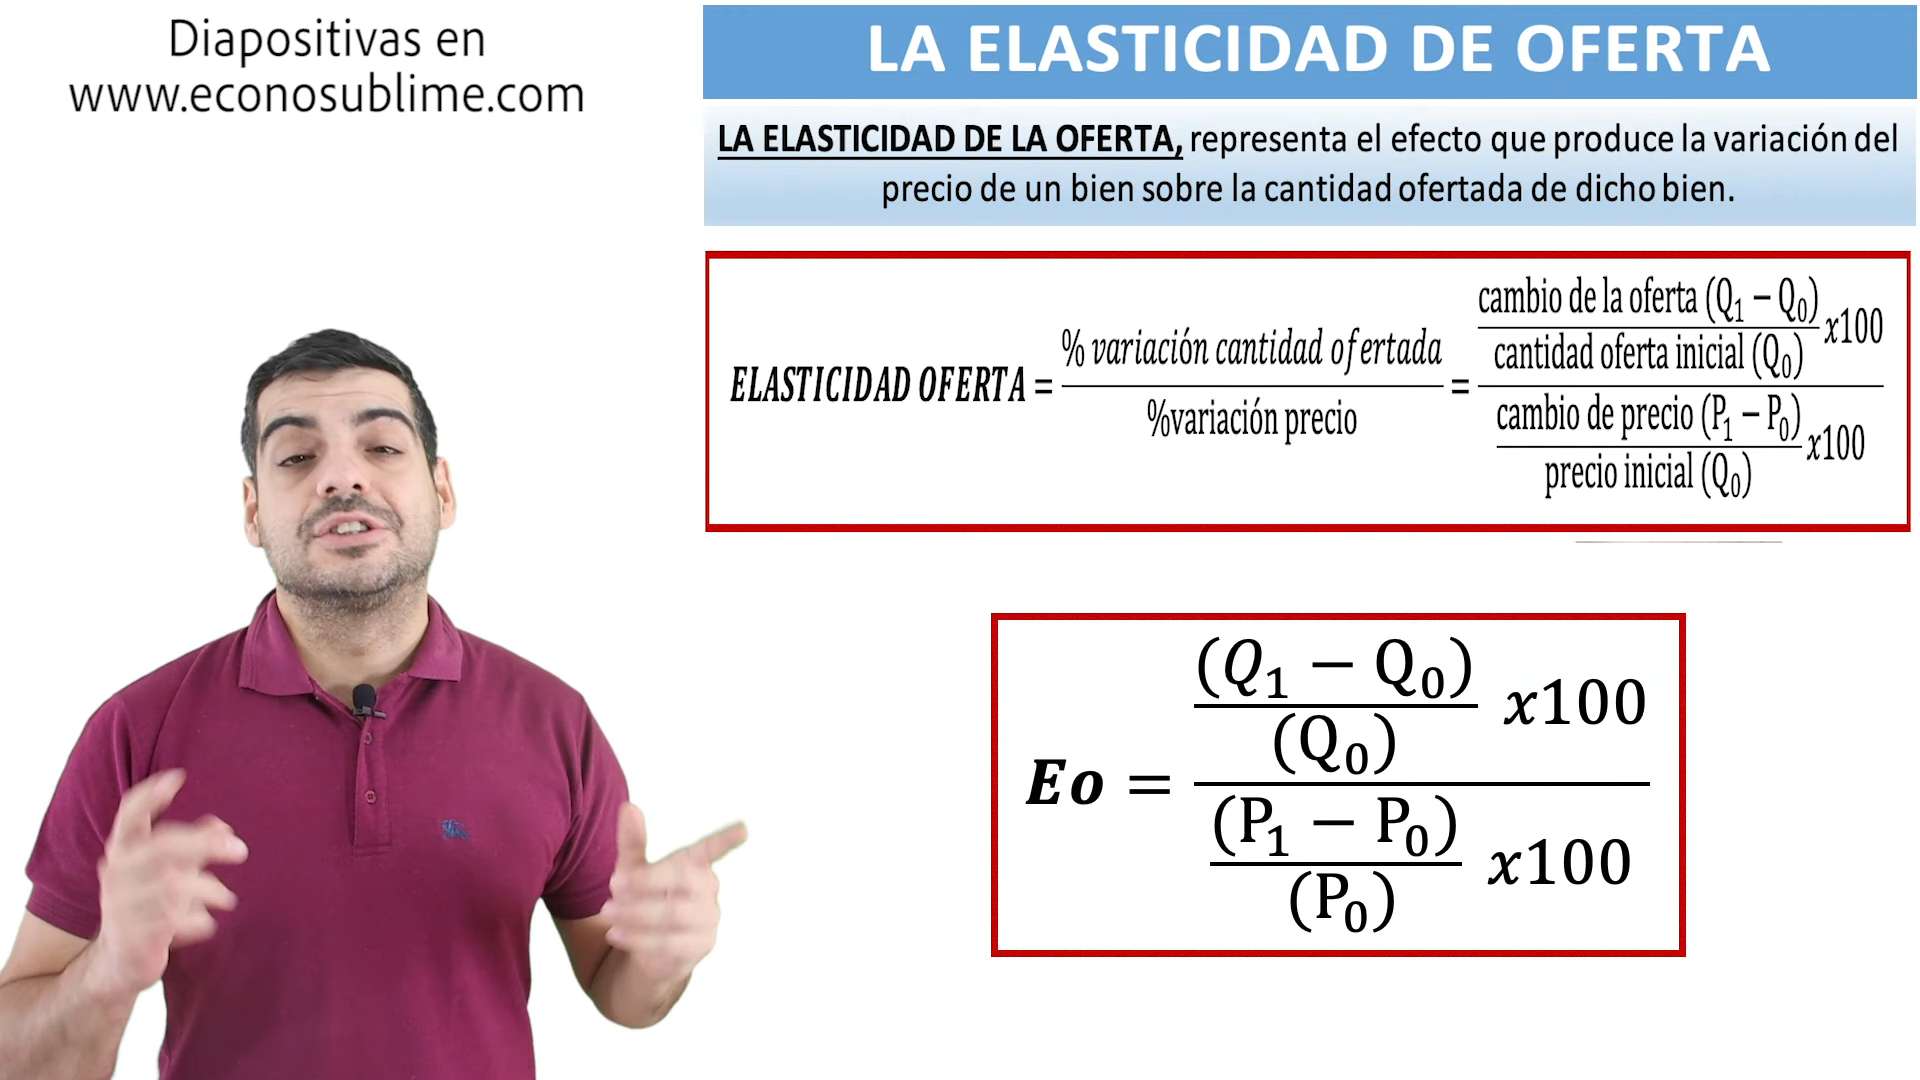 Diapositivas en
www.econosublime.com
LA ELASTICIDAD DE OFERTA
LA ELASTICIDAD DE LA OFERTA, representa el efecto que produce la variación del
precio de un bien sobre la cantidad ofertada de dicho bien.
ELASTICIDAD OFERTA = % variación cantidad ofertada / %variación precio = cambio de la oferta (Q₁ − Q₀) / cantidad oferta inicial (Q₀) x100 / cambio de precio (P₁ − P₀) / precio inicial (Q₀) x100
Eo = (Q₁ − Q₀) / (Q₀) x100 / (P₁ − P₀) / (P₀) x100